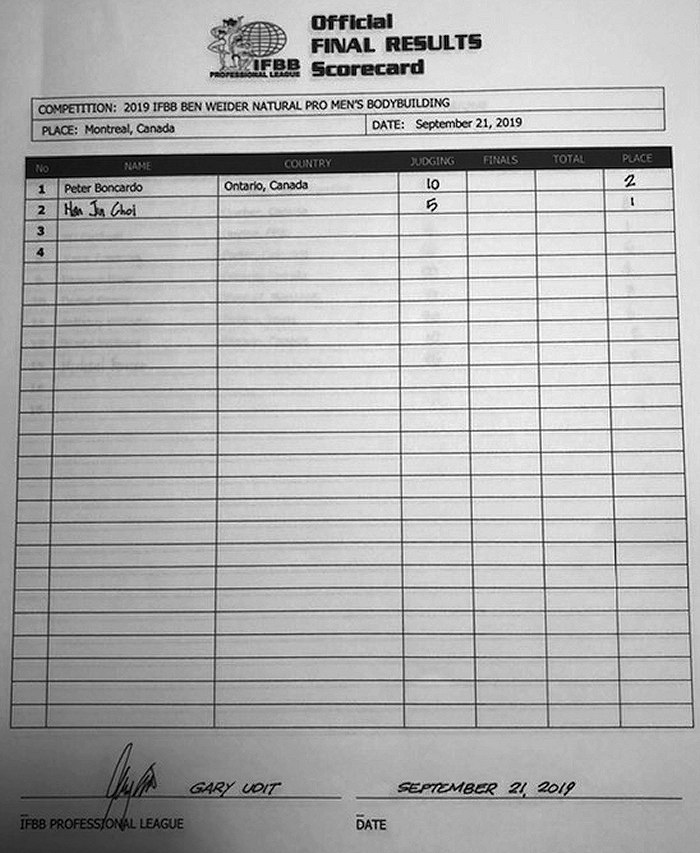 Official
FINAL RESULTS
Scorecard
IFBB
PROFESSIONAL LEAGUE
COMPETITION: 2019 IFBB BEN WEIDER NATURAL PRO MEN'S BODYBUILDING
PLACE: Montreal, Canada DATE: September 21, 2019
No NAME COUNTRY JUDGING FINALS TOTAL PLACE
1 Peter Boncardo Ontario, Canada 10 2
2 Han Jin Choi 5 1
3
4
GARY UDIT SEPTEMBER 21, 2019
IFBB PROFESSIONAL LEAGUE DATE